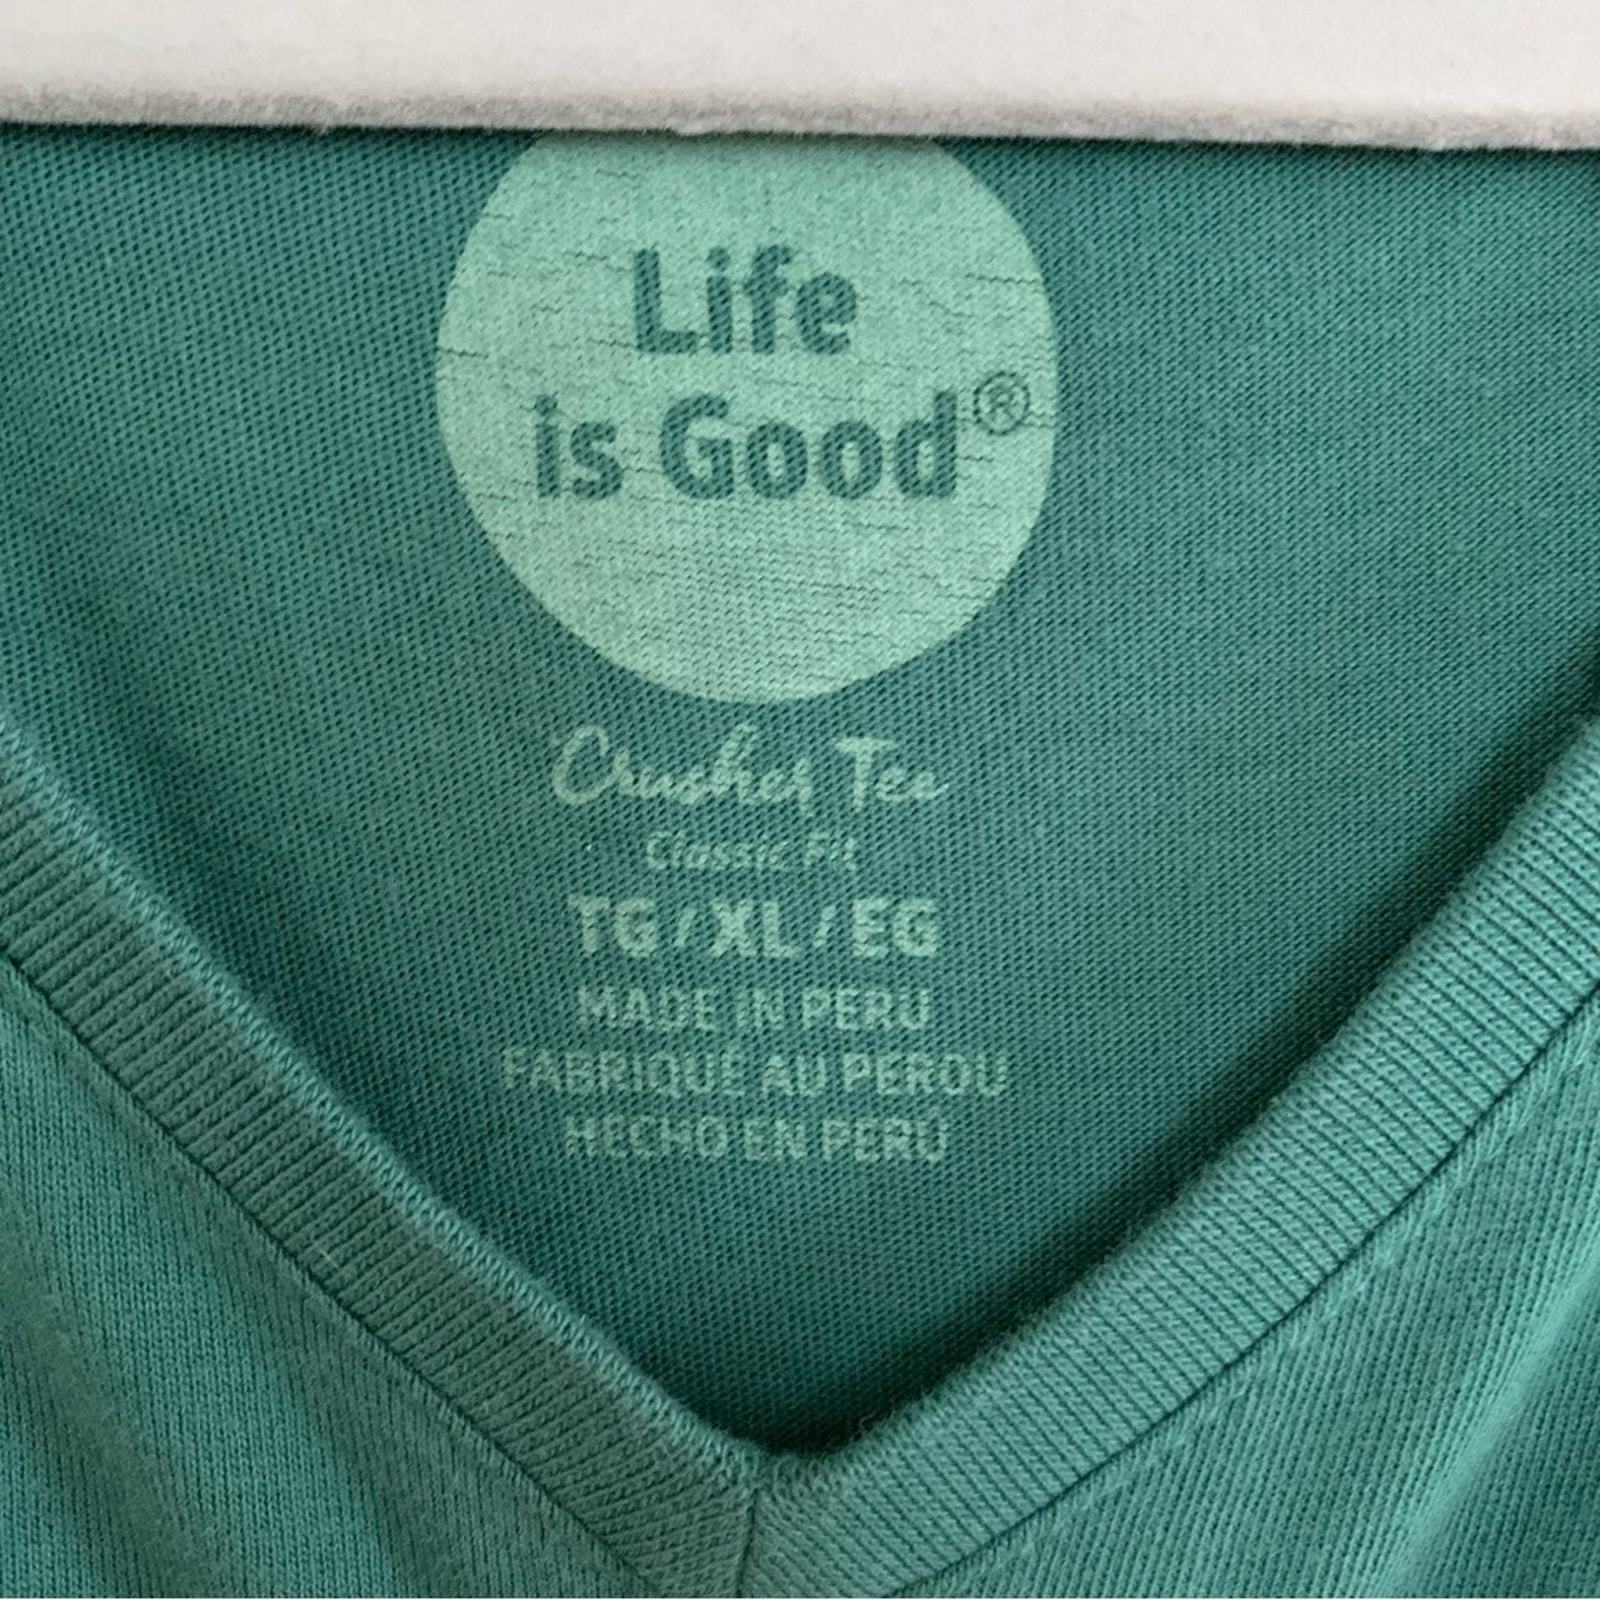 Life
is Good®
Crusher Tee
Classic Fit
TG / XL / EG
MADE IN PERU
FABRIQUÉ AU PEROU
HECHO EN PERÚ